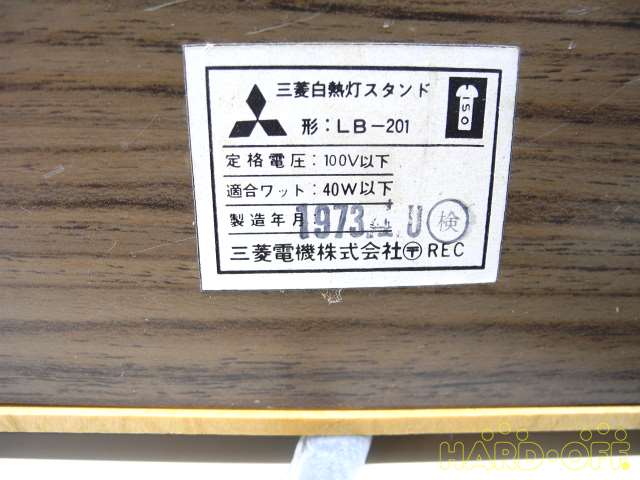 三菱白熱灯スタンド
形:LB-201
ISO
定格電圧:100V以下
適合ワット:40W以下
製造年月 1973 U 検
三菱電機株式会社〒REC
HARD・OFF